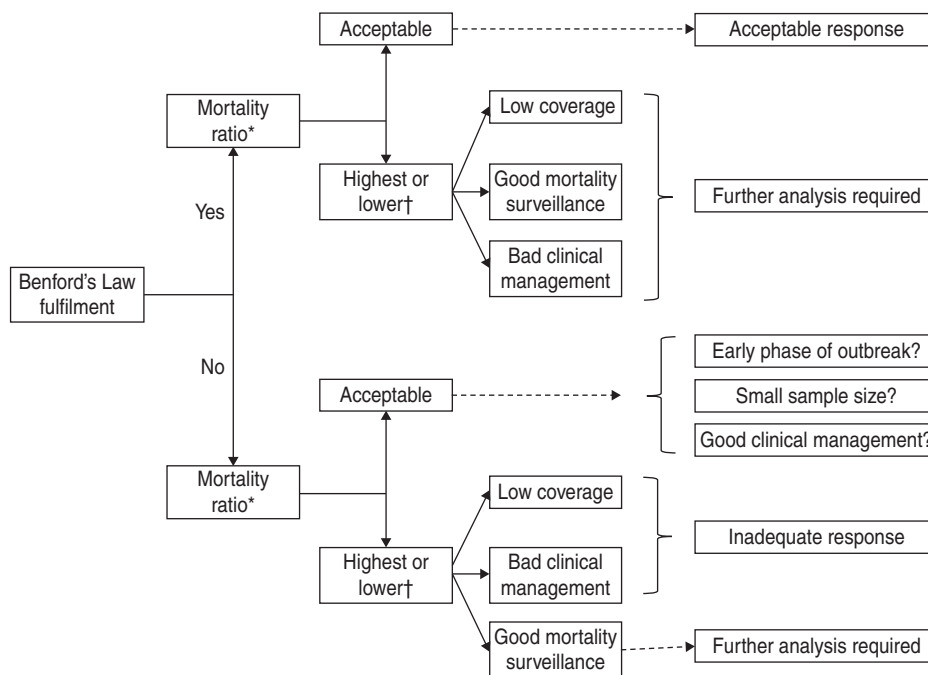 Acceptable
Acceptable response
Mortality
ratio*
Low coverage
Highest or
lower†
Good mortality
surveillance
Further analysis required
Yes
Bad clinical
management
Benford's Law
fulfilment
No
Early phase of outbreak?
Acceptable
Small sample size?
Good clinical management?
Mortality
ratio*
Low coverage
Inadequate response
Highest or
lower†
Bad clinical
management
Good mortality
surveillance
Further analysis required